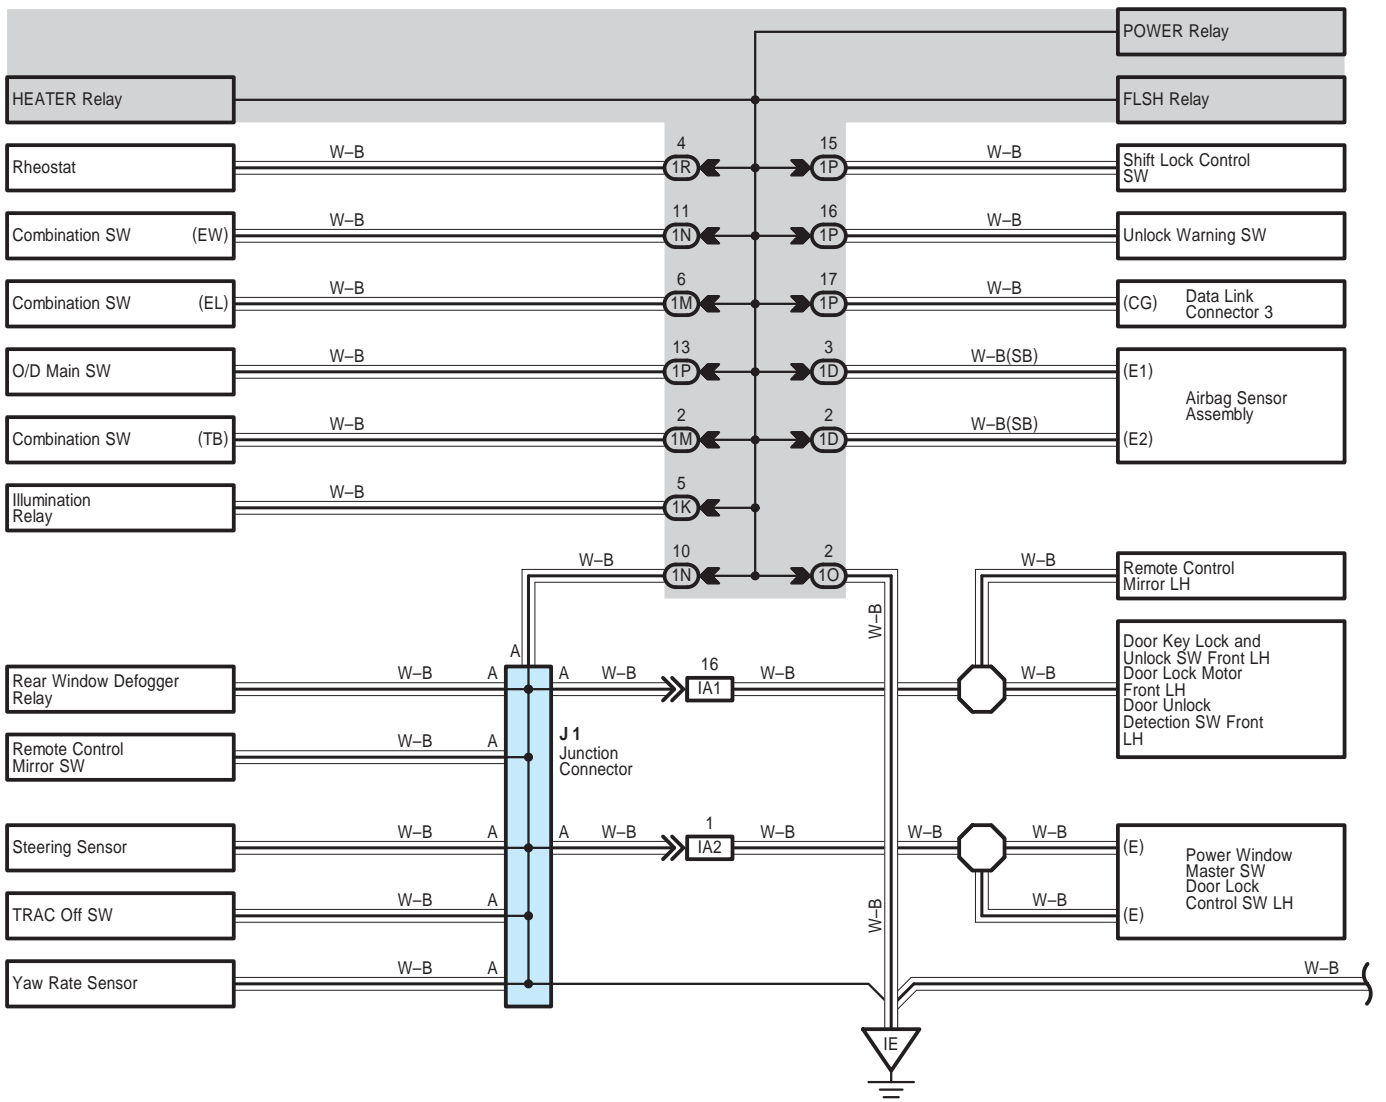 POWER Relay
HEATER Relay
FLSH Relay
Rheostat
W–B
4
1R
15
1P
W–B
Shift Lock Control
SW
Combination SW (EW)
W–B
11
1N
16
1P
W–B
Unlock Warning SW
Combination SW (EL)
W–B
6
1M
17
1P
W–B
(CG)
Data Link
Connector 3
O/D Main SW
W–B
13
1P
3
1D
W–B(SB)
(E1)
Airbag Sensor
Assembly
Combination SW (TB)
W–B
2
1M
2
1D
W–B(SB)
(E2)
Illumination
Relay
W–B
5
1K
W–B
10
1N
2
1O
W–B
W–B
Remote Control
Mirror LH
A
Rear Window Defogger
Relay
W–B
A
A
W–B
16
IA1
W–B
W–B
Door Key Lock and
Unlock SW Front LH
Door Lock Motor
Front LH
Door Unlock
Detection SW Front
LH
Remote Control
Mirror SW
W–B
A
J 1
Junction
Connector
Steering Sensor
W–B
A
A
W–B
1
IA2
W–B
W–B
W–B
(E)
Power Window
Master SW
Door Lock
Control SW LH
TRAC Off SW
W–B
A
W–B
W–B
(E)
Yaw Rate Sensor
W–B
A
W–B
IE